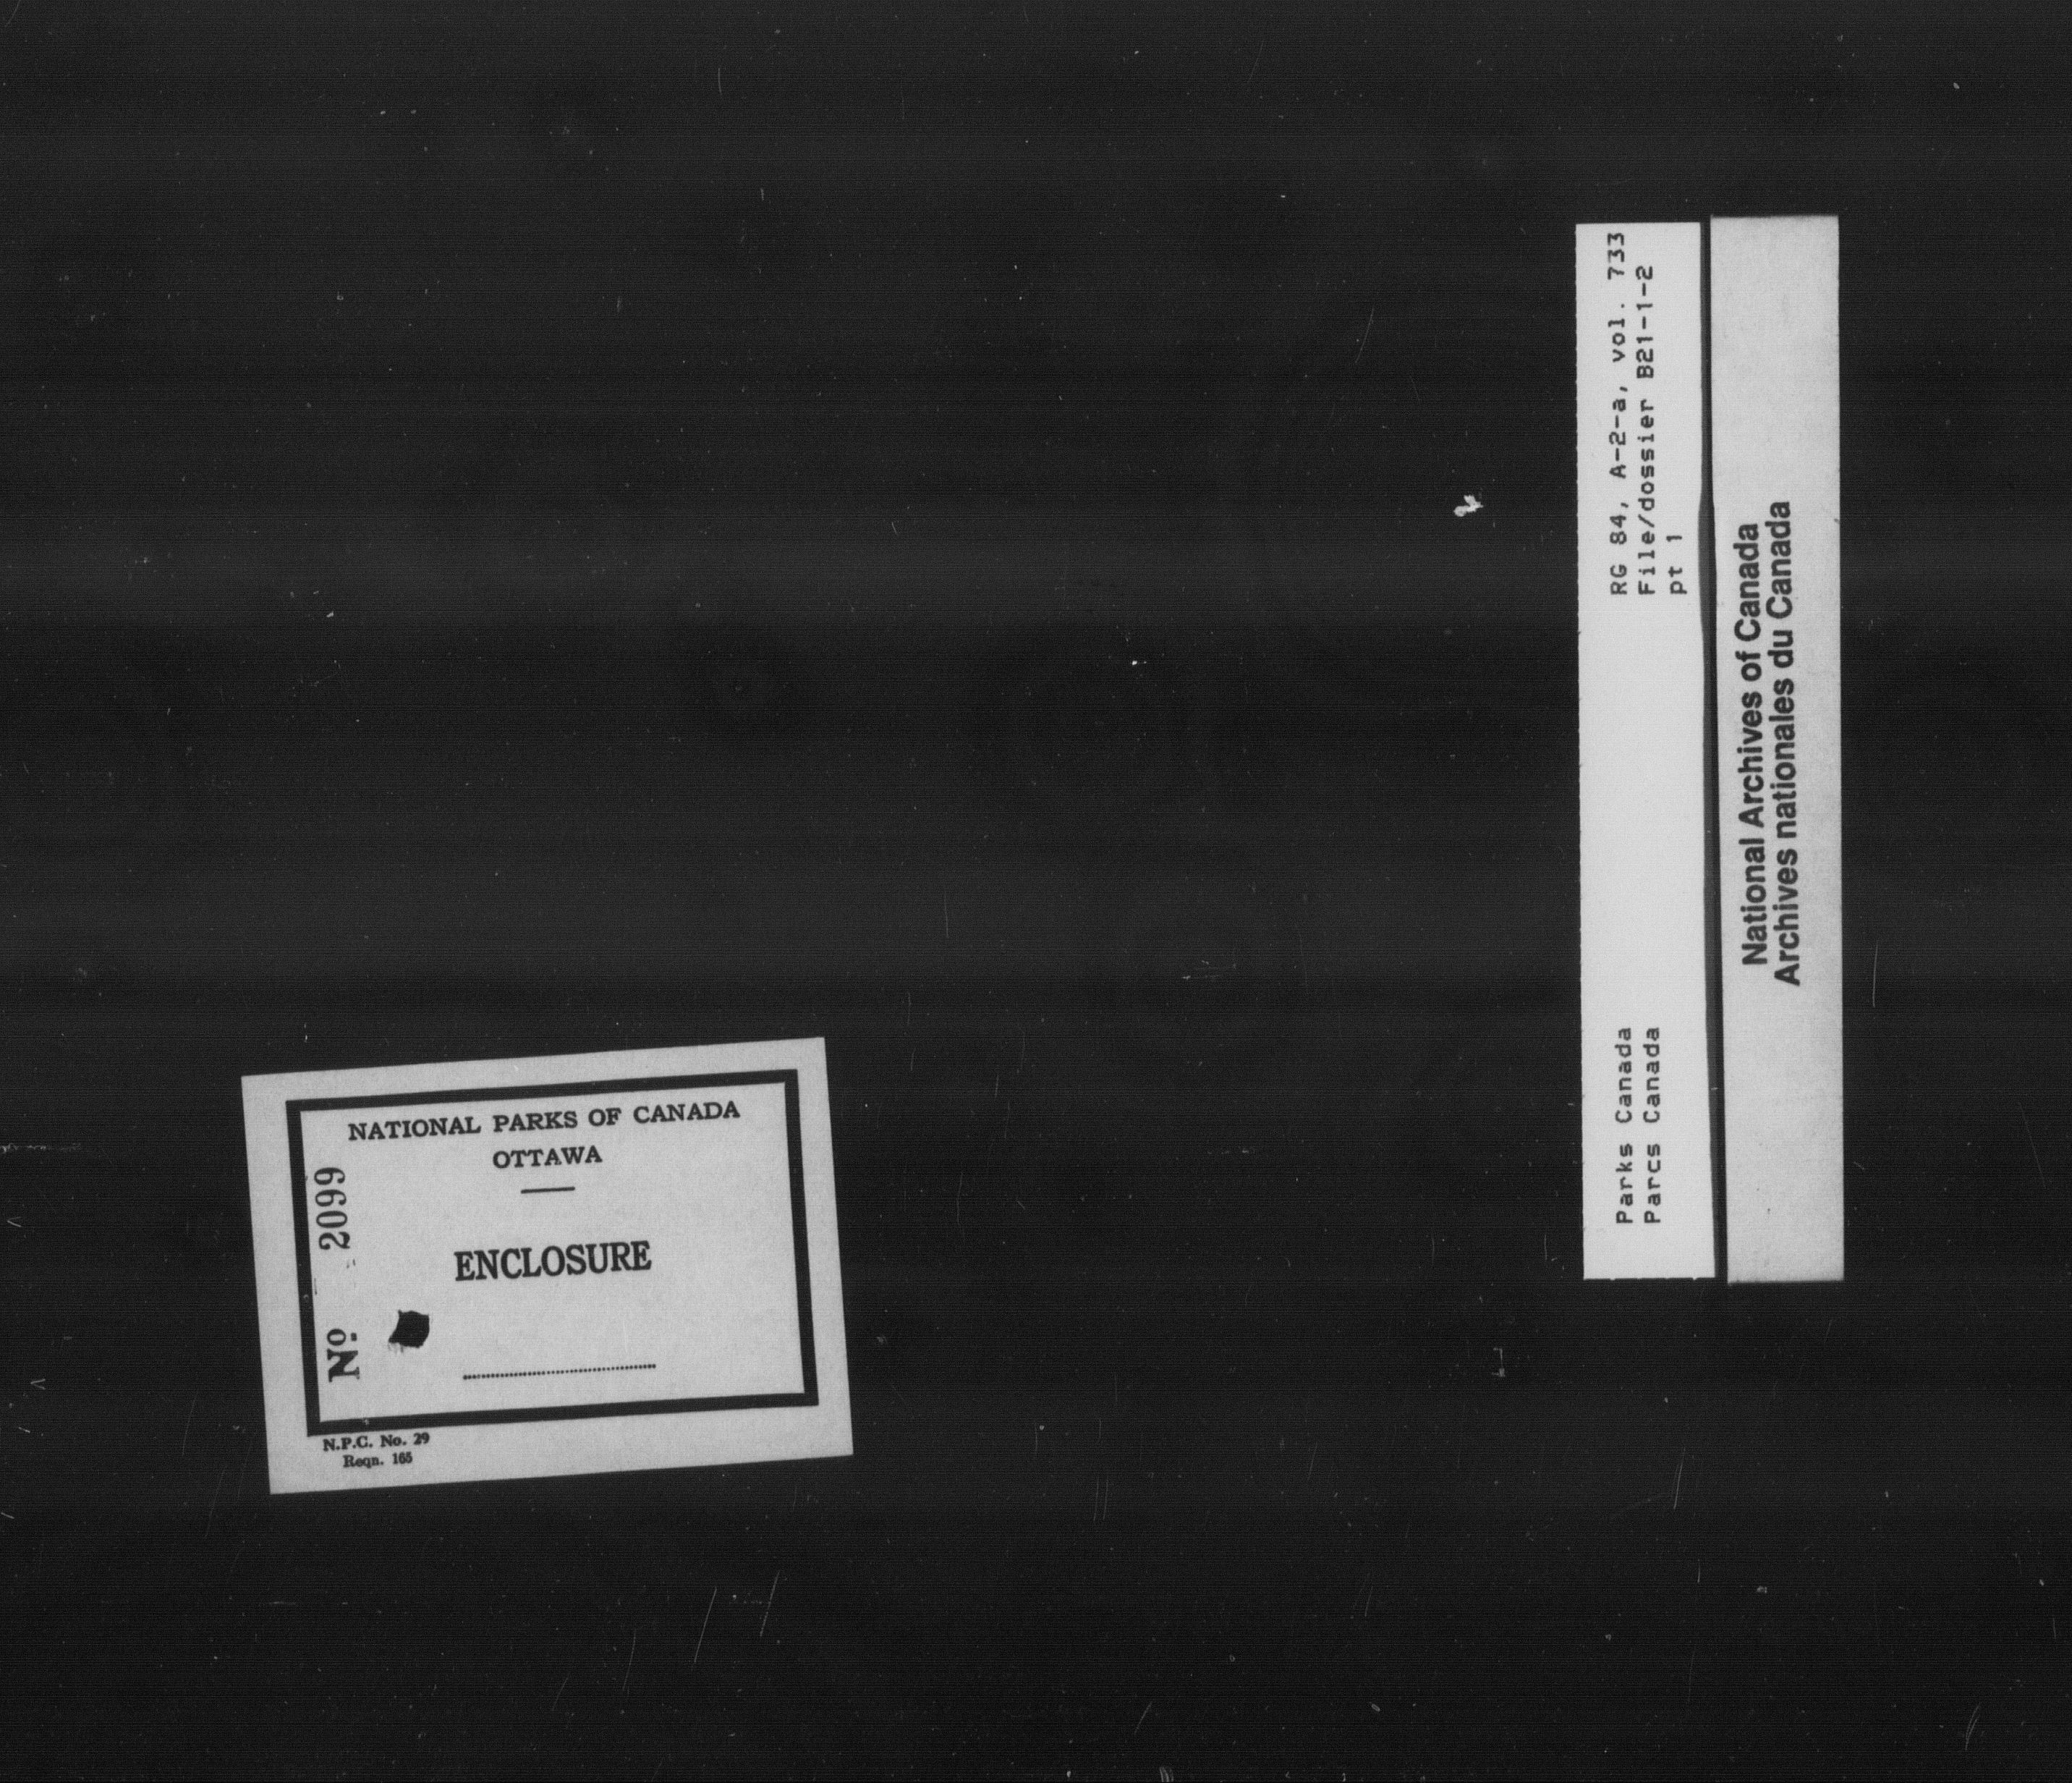 NATIONAL PARKS OF CANADA
OTTAWA
ENCLOSURE
Nº. 2099
N.P.C. No. 29
Reqn. 165
Parks Canada
Parcs Canada
RG 84, A-2-a, vol. 733
File/dossier B21-1-2
pt 1
National Archives of Canada
Archives nationales du Canada